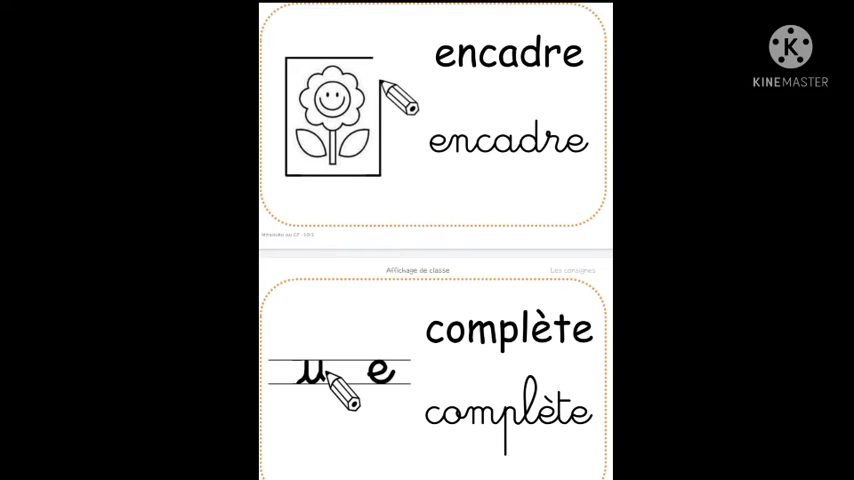 encadre
encadre
Affichage de classe
Les consignes
complète
u e
complète
K
KINEMASTER